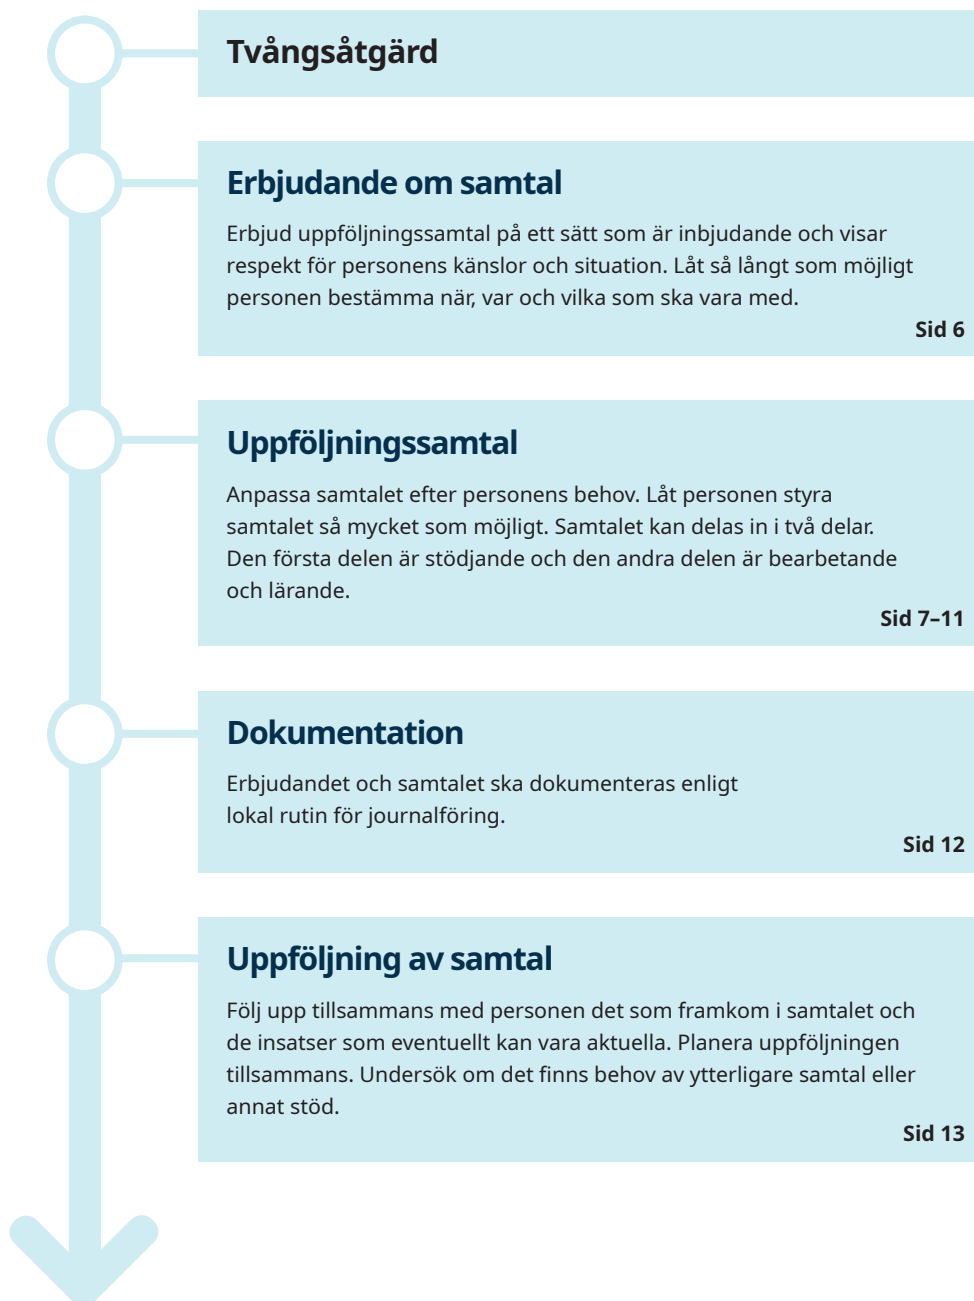 Tvångsåtgärd
Erbjudande om samtal
Erbjud uppföljningssamtal på ett sätt som är inbjudande och visar
respekt för personens känslor och situation. Låt så långt som möjligt
personen bestämma när, var och vilka som ska vara med.
Sid 6
Uppföljningssamtal
Anpassa samtalet efter personens behov. Låt personen styra
samtalet så mycket som möjligt. Samtalet kan delas in i två delar.
Den första delen är stödjande och den andra delen är bearbetande
och lärande.
Sid 7–11
Dokumentation
Erbjudandet och samtalet ska dokumenteras enligt
lokal rutin för journalföring.
Sid 12
Uppföljning av samtal
Följ upp tillsammans med personen det som framkom i samtalet och
de insatser som eventuellt kan vara aktuella. Planera uppföljningen
tillsammans. Undersök om det finns behov av ytterligare samtal eller
annat stöd.
Sid 13